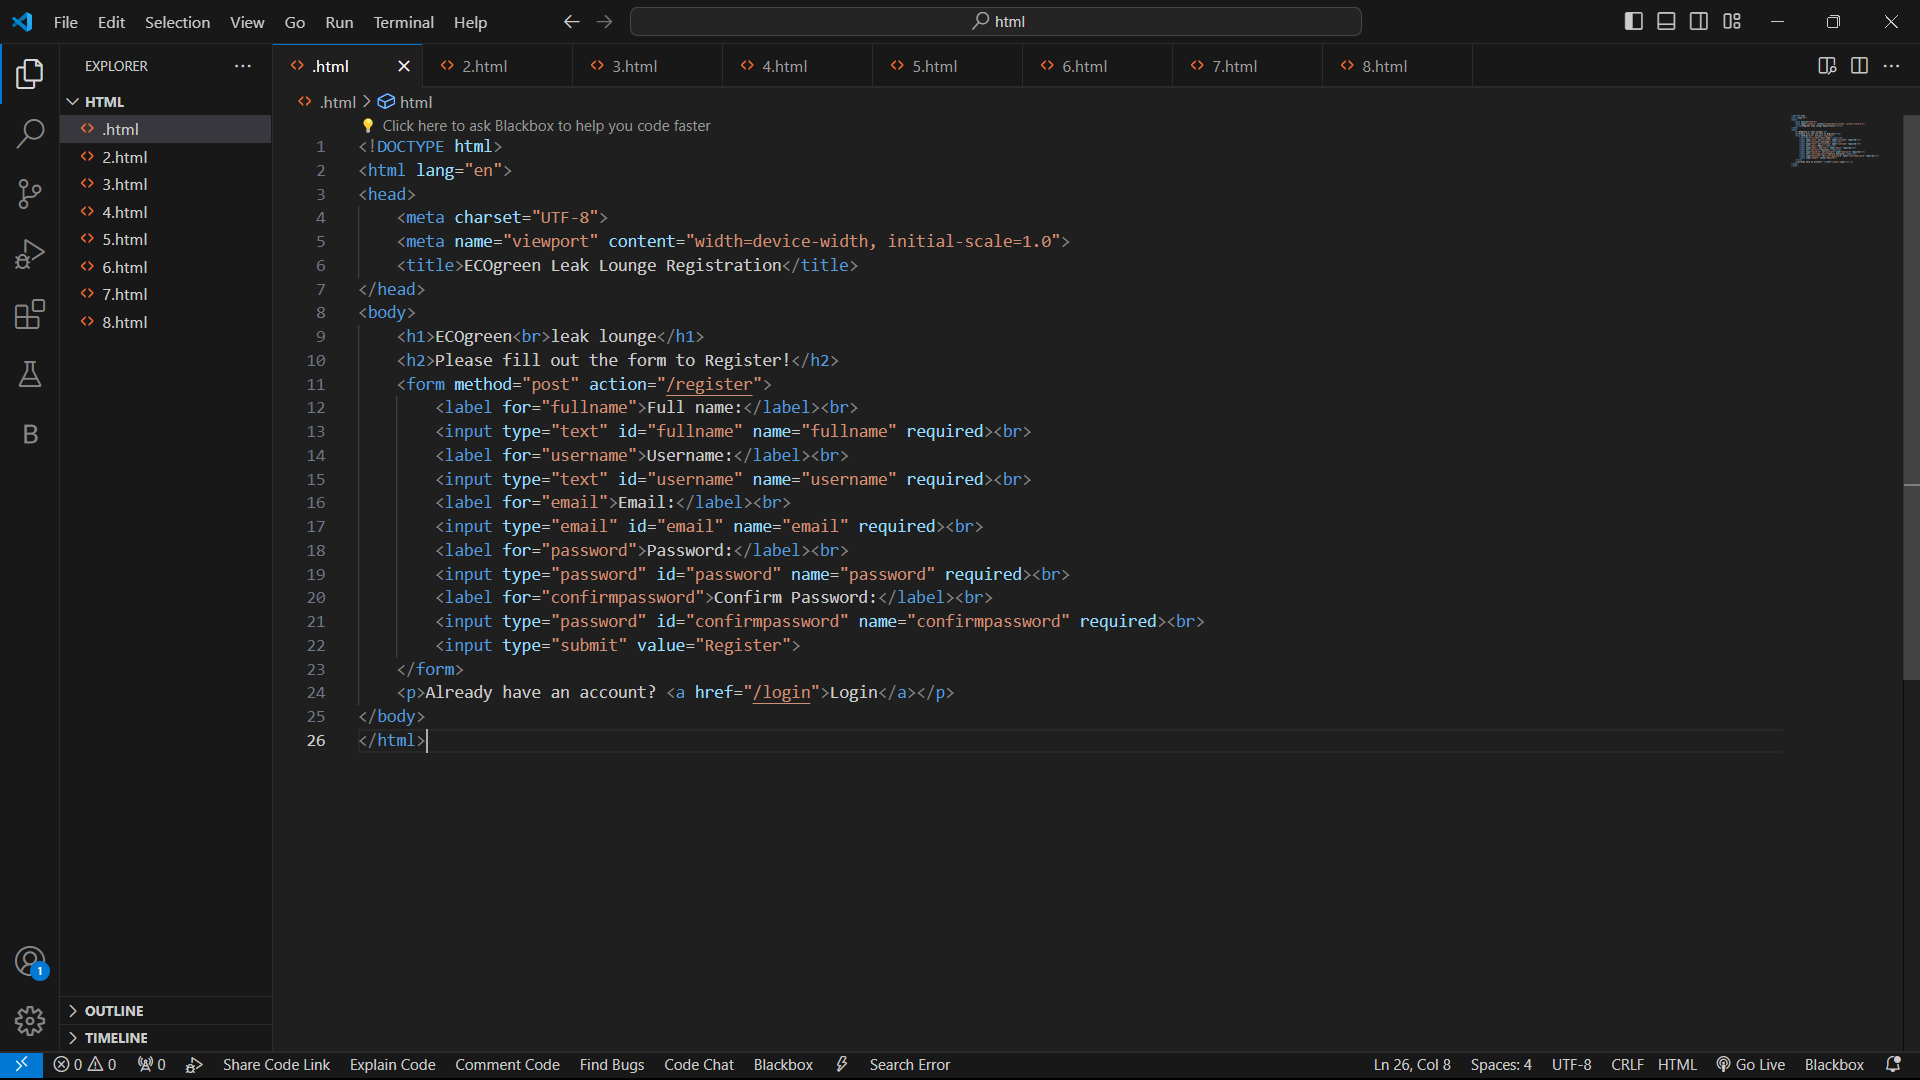 File Edit Selection View Go Run Terminal Help
html
EXPLORER
HTML
.html
2.html
3.html
4.html
5.html
6.html
7.html
8.html
OUTLINE
TIMELINE
.html 2.html 3.html 4.html 5.html 6.html 7.html 8.html
.html > html
Click here to ask Blackbox to help you code faster
1 <!DOCTYPE html>
2 <html lang="en">
3 <head>
4     <meta charset="UTF-8">
5     <meta name="viewport" content="width=device-width, initial-scale=1.0">
6     <title>ECOgreen Leak Lounge Registration</title>
7 </head>
8 <body>
9     <h1>ECOgreen<br>leak lounge</h1>
10     <h2>Please fill out the form to Register!</h2>
11     <form method="post" action="/register">
12         <label for="fullname">Full name:</label><br>
13         <input type="text" id="fullname" name="fullname" required><br>
14         <label for="username">Username:</label><br>
15         <input type="text" id="username" name="username" required><br>
16         <label for="email">Email:</label><br>
17         <input type="email" id="email" name="email" required><br>
18         <label for="password">Password:</label><br>
19         <input type="password" id="password" name="password" required><br>
20         <label for="confirmpassword">Confirm Password:</label><br>
21         <input type="password" id="confirmpassword" name="confirmpassword" required><br>
22         <input type="submit" value="Register">
23     </form>
24     <p>Already have an account? <a href="/login">Login</a></p>
25 </body>
26 </html>
B
1
0 0 0 Share Code Link Explain Code Comment Code Find Bugs Code Chat Blackbox Search Error Ln 26, Col 8 Spaces: 4 UTF-8 CRLF HTML Go Live Blackbox